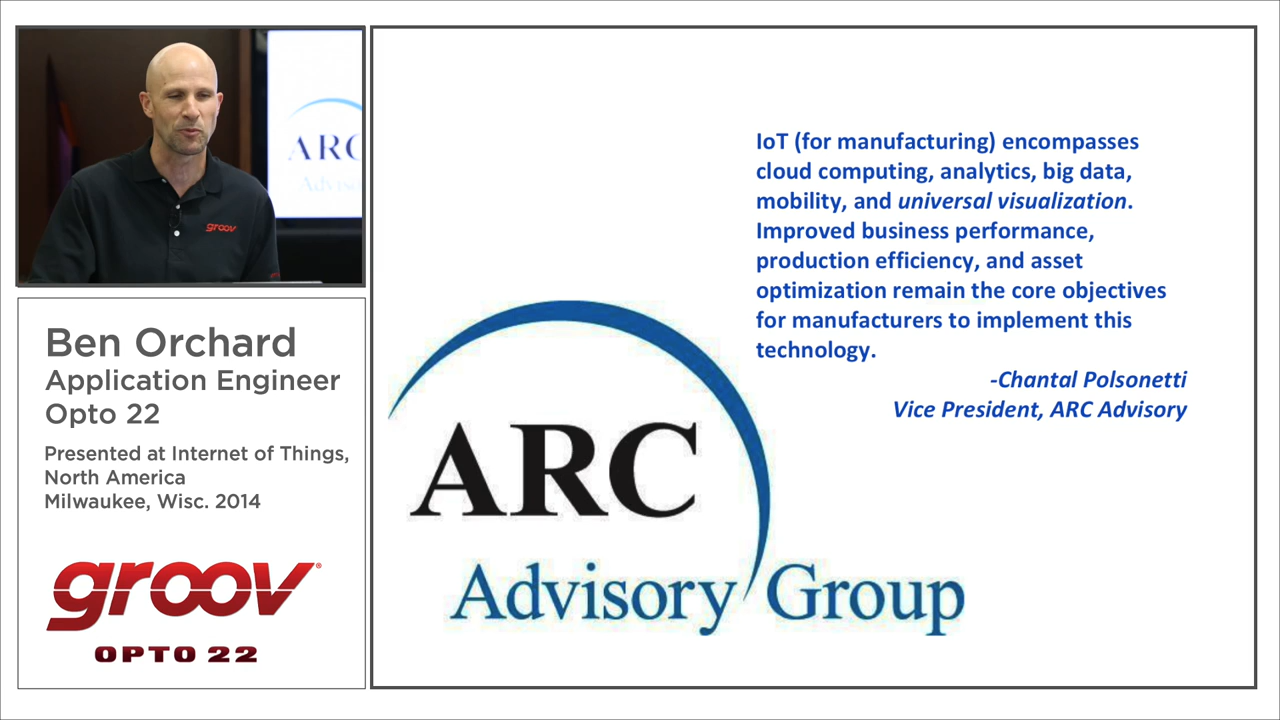 ARC
Advis
groov
Ben Orchard
Application Engineer
Opto 22
Presented at Internet of Things,
North America
Milwaukee, Wisc. 2014
groov®
OPTO 22
IoT (for manufacturing) encompasses
cloud computing, analytics, big data,
mobility, and universal visualization.
Improved business performance,
production efficiency, and asset
optimization remain the core objectives
for manufacturers to implement this
technology.
-Chantal Polsonetti
Vice President, ARC Advisory
ARC
Advisory Group